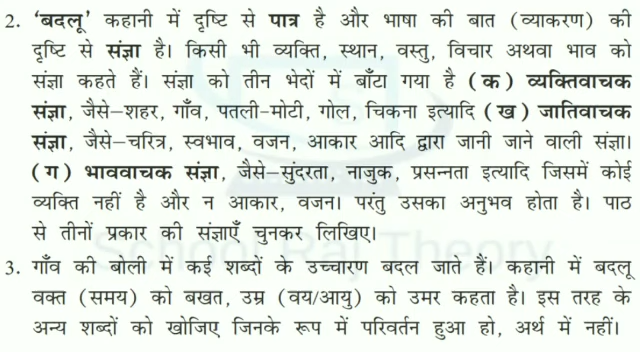 2. ‘बदलू’ कहानी में दृष्टि से पात्र है और भाषा की बात (व्याकरण) की
दृष्टि से संज्ञा है। किसी भी व्यक्ति, स्थान, वस्तु, विचार अथवा भाव को
संज्ञा कहते हैं। संज्ञा को तीन भेदों में बाँटा गया है (क) व्यक्तिवाचक
संज्ञा, जैसे–शहर, गाँव, पतली-मोटी, गोल, चिकना इत्यादि (ख) जातिवाचक
संज्ञा, जैसे–चरित्र, स्वभाव, वजन, आकार आदि द्वारा जानी जाने वाली संज्ञा।
(ग) भाववाचक संज्ञा, जैसे–सुंदरता, नाजुक, प्रसन्नता इत्यादि जिसमें कोई
व्यक्ति नहीं है और न आकार, वजन। परंतु उसका अनुभव होता है। पाठ
से तीनों प्रकार की संज्ञाएँ चुनकर लिखिए।
School Raj Theory
3. गाँव की बोली में कई शब्दों के उच्चारण बदल जाते हैं। कहानी में बदलू
वक्त (समय) को बखत, उम्र (वय/आयु) को उमर कहता है। इस तरह के
अन्य शब्दों को खोजिए जिनके रूप में परिवर्तन हुआ हो, अर्थ में नहीं।